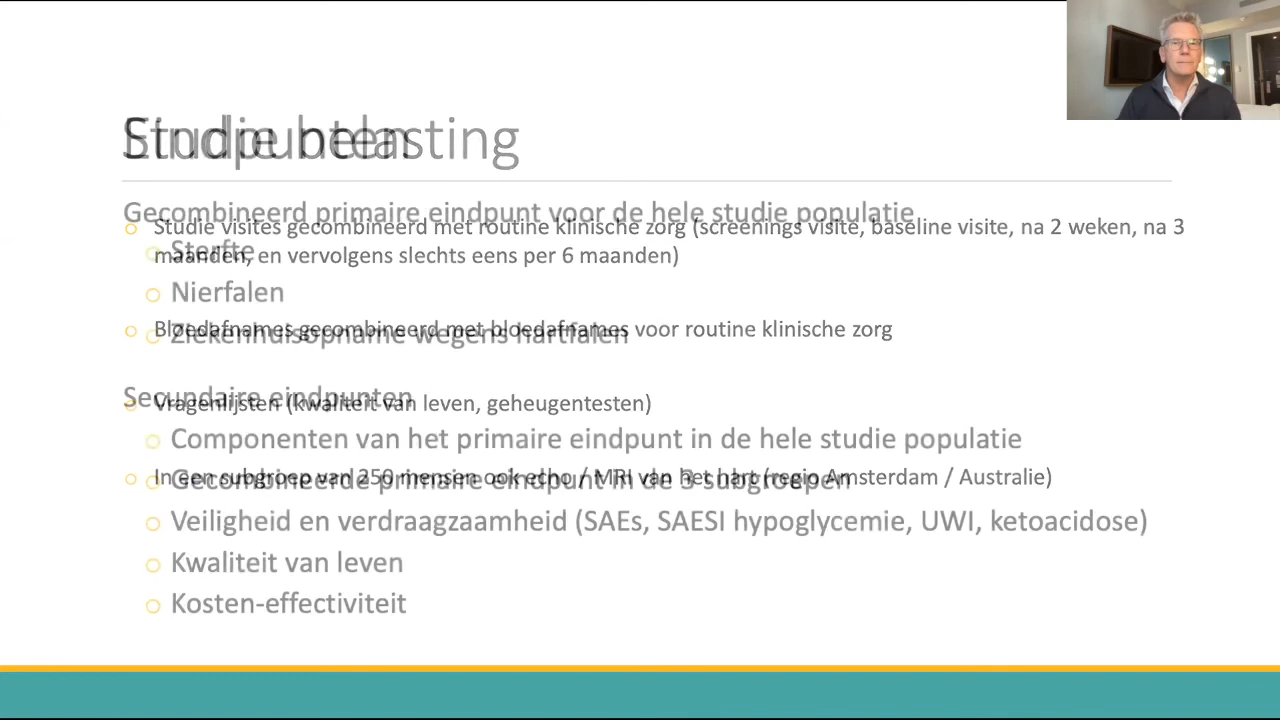 Eindpunten
Gecombineerd primaire eindpunt voor de hele studie populatie
Sterfte
Nierfalen
Ziekenhuisopname wegens hartfalen
Secundaire eindpunten
Componenten van het primaire eindpunt in de hele studie populatie
Gecombineerde primaire eindpunt in de 3 subgroepen
Veiligheid en verdraagzaamheid (SAEs, SAESI hypoglycemie, UWI, ketoacidose)
Kwaliteit van leven
Kosten-effectiviteit
Studie belasting
Studie visites gecombineerd met routine klinische zorg (screenings visite, baseline visite, na 2 weken, na 3
maanden, en vervolgens slechts eens per 6 maanden)
Bloedafnames gecombineerd met bloedafnames voor routine klinische zorg
Vragenlijsten (kwaliteit van leven, geheugentesten)
In een subgroep van 250 mensen ook echo / MRI van het hart (regio Amsterdam / Australie)